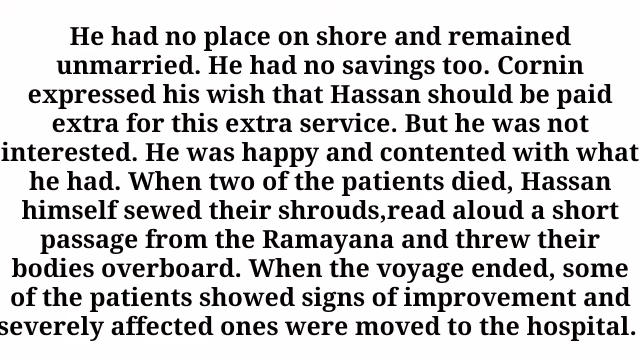 He had no place on shore and remained
unmarried. He had no savings too. Cornin
expressed his wish that Hassan should be paid
extra for this extra service. But he was not
interested. He was happy and contented with what
he had. When two of the patients died, Hassan
himself sewed their shrouds,read aloud a short
passage from the Ramayana and threw their
bodies overboard. When the voyage ended, some
of the patients showed signs of improvement and
severely affected ones were moved to the hospital.